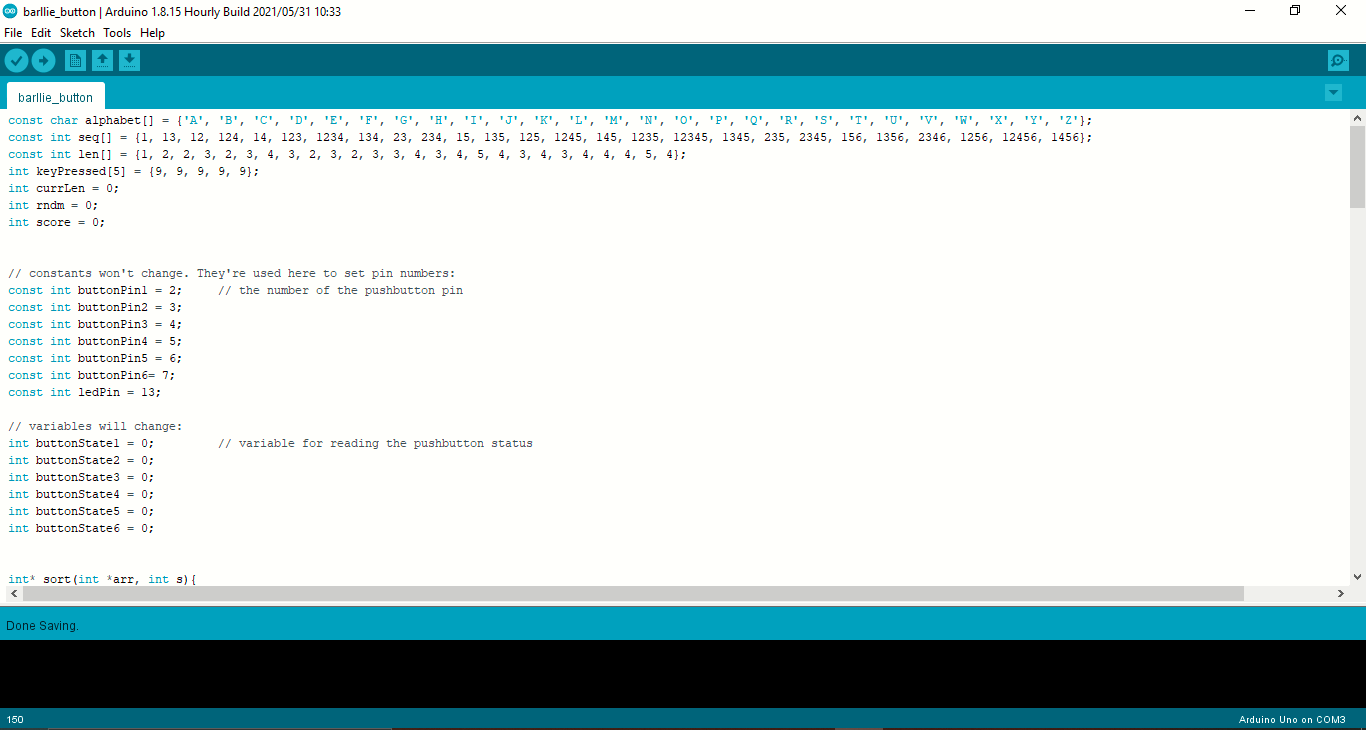 barllie_button | Arduino 1.8.15 Hourly Build 2021/05/31 10:33
File Edit Sketch Tools Help
barllie_button
const char alphabet[] = {'A', 'B', 'C', 'D', 'E', 'F', 'G', 'H', 'I', 'J', 'K', 'L', 'M', 'N', 'O', 'P', 'Q', 'R', 'S', 'T', 'U', 'V', 'W', 'X', 'Y', 'Z'};
const int seq[] = {1, 13, 12, 124, 14, 123, 1234, 134, 23, 234, 15, 135, 125, 1245, 145, 1235, 12345, 1345, 235, 2345, 156, 1356, 2346, 1256, 12456, 1456};
const int len[] = {1, 2, 2, 3, 2, 3, 4, 3, 2, 3, 2, 3, 3, 4, 3, 4, 5, 4, 3, 4, 3, 4, 4, 4, 5, 4};
int keyPressed[5] = {9, 9, 9, 9, 9};
int currLen = 0;
int rndm = 0;
int score = 0;
// constants won't change. They're used here to set pin numbers:
const int buttonPin1 = 2;     // the number of the pushbutton pin
const int buttonPin2 = 3;
const int buttonPin3 = 4;
const int buttonPin4 = 5;
const int buttonPin5 = 6;
const int buttonPin6= 7;
const int ledPin = 13;
// variables will change:
int buttonState1 = 0;         // variable for reading the pushbutton status
int buttonState2 = 0;
int buttonState3 = 0;
int buttonState4 = 0;
int buttonState5 = 0;
int buttonState6 = 0;
int* sort(int *arr, int s){
Done Saving.
150
Arduino Uno on COM3